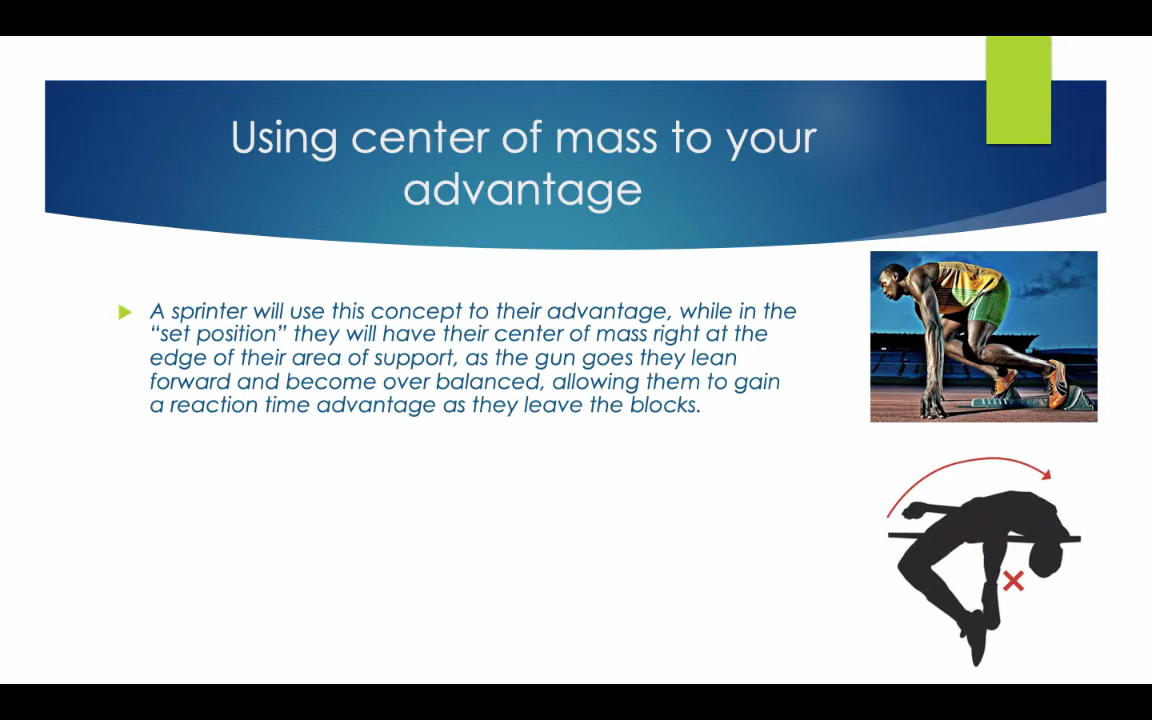 Using center of mass to your
advantage
A sprinter will use this concept to their advantage, while in the
“set position” they will have their center of mass right at the
edge of their area of support, as the gun goes they lean
forward and become over balanced, allowing them to gain
a reaction time advantage as they leave the blocks.